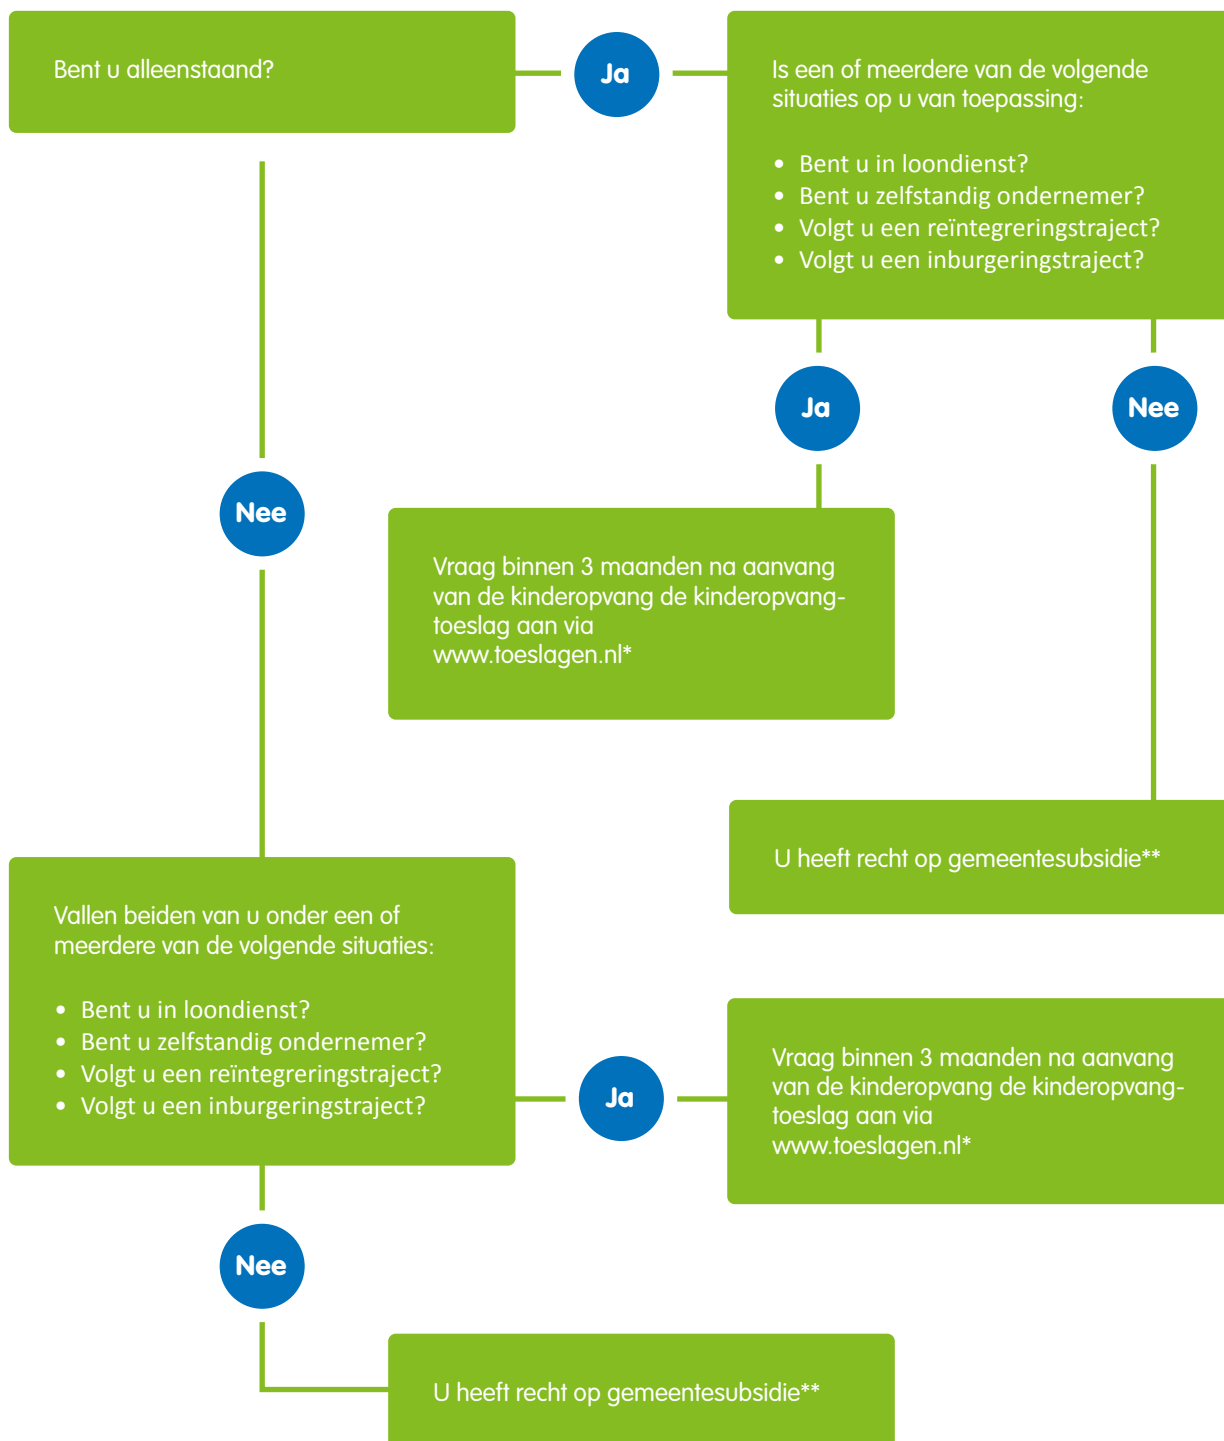 Bent u alleenstaand?
Ja
Is een of meerdere van de volgende
situaties op u van toepassing:
• Bent u in loondienst?
• Bent u zelfstandig ondernemer?
• Volgt u een reïntegreringstraject?
• Volgt u een inburgeringstraject?
Ja
Nee
Nee
Vraag binnen 3 maanden na aanvang
van de kinderopvang de kinderopvang-
toeslag aan via
www.toeslagen.nl*
U heeft recht op gemeentesubsidie**
Vallen beiden van u onder een of
meerdere van de volgende situaties:
• Bent u in loondienst?
• Bent u zelfstandig ondernemer?
• Volgt u een reïntegreringstraject?
• Volgt u een inburgeringstraject?
Ja
Vraag binnen 3 maanden na aanvang
van de kinderopvang de kinderopvang-
toeslag aan via
www.toeslagen.nl*
Nee
U heeft recht op gemeentesubsidie**